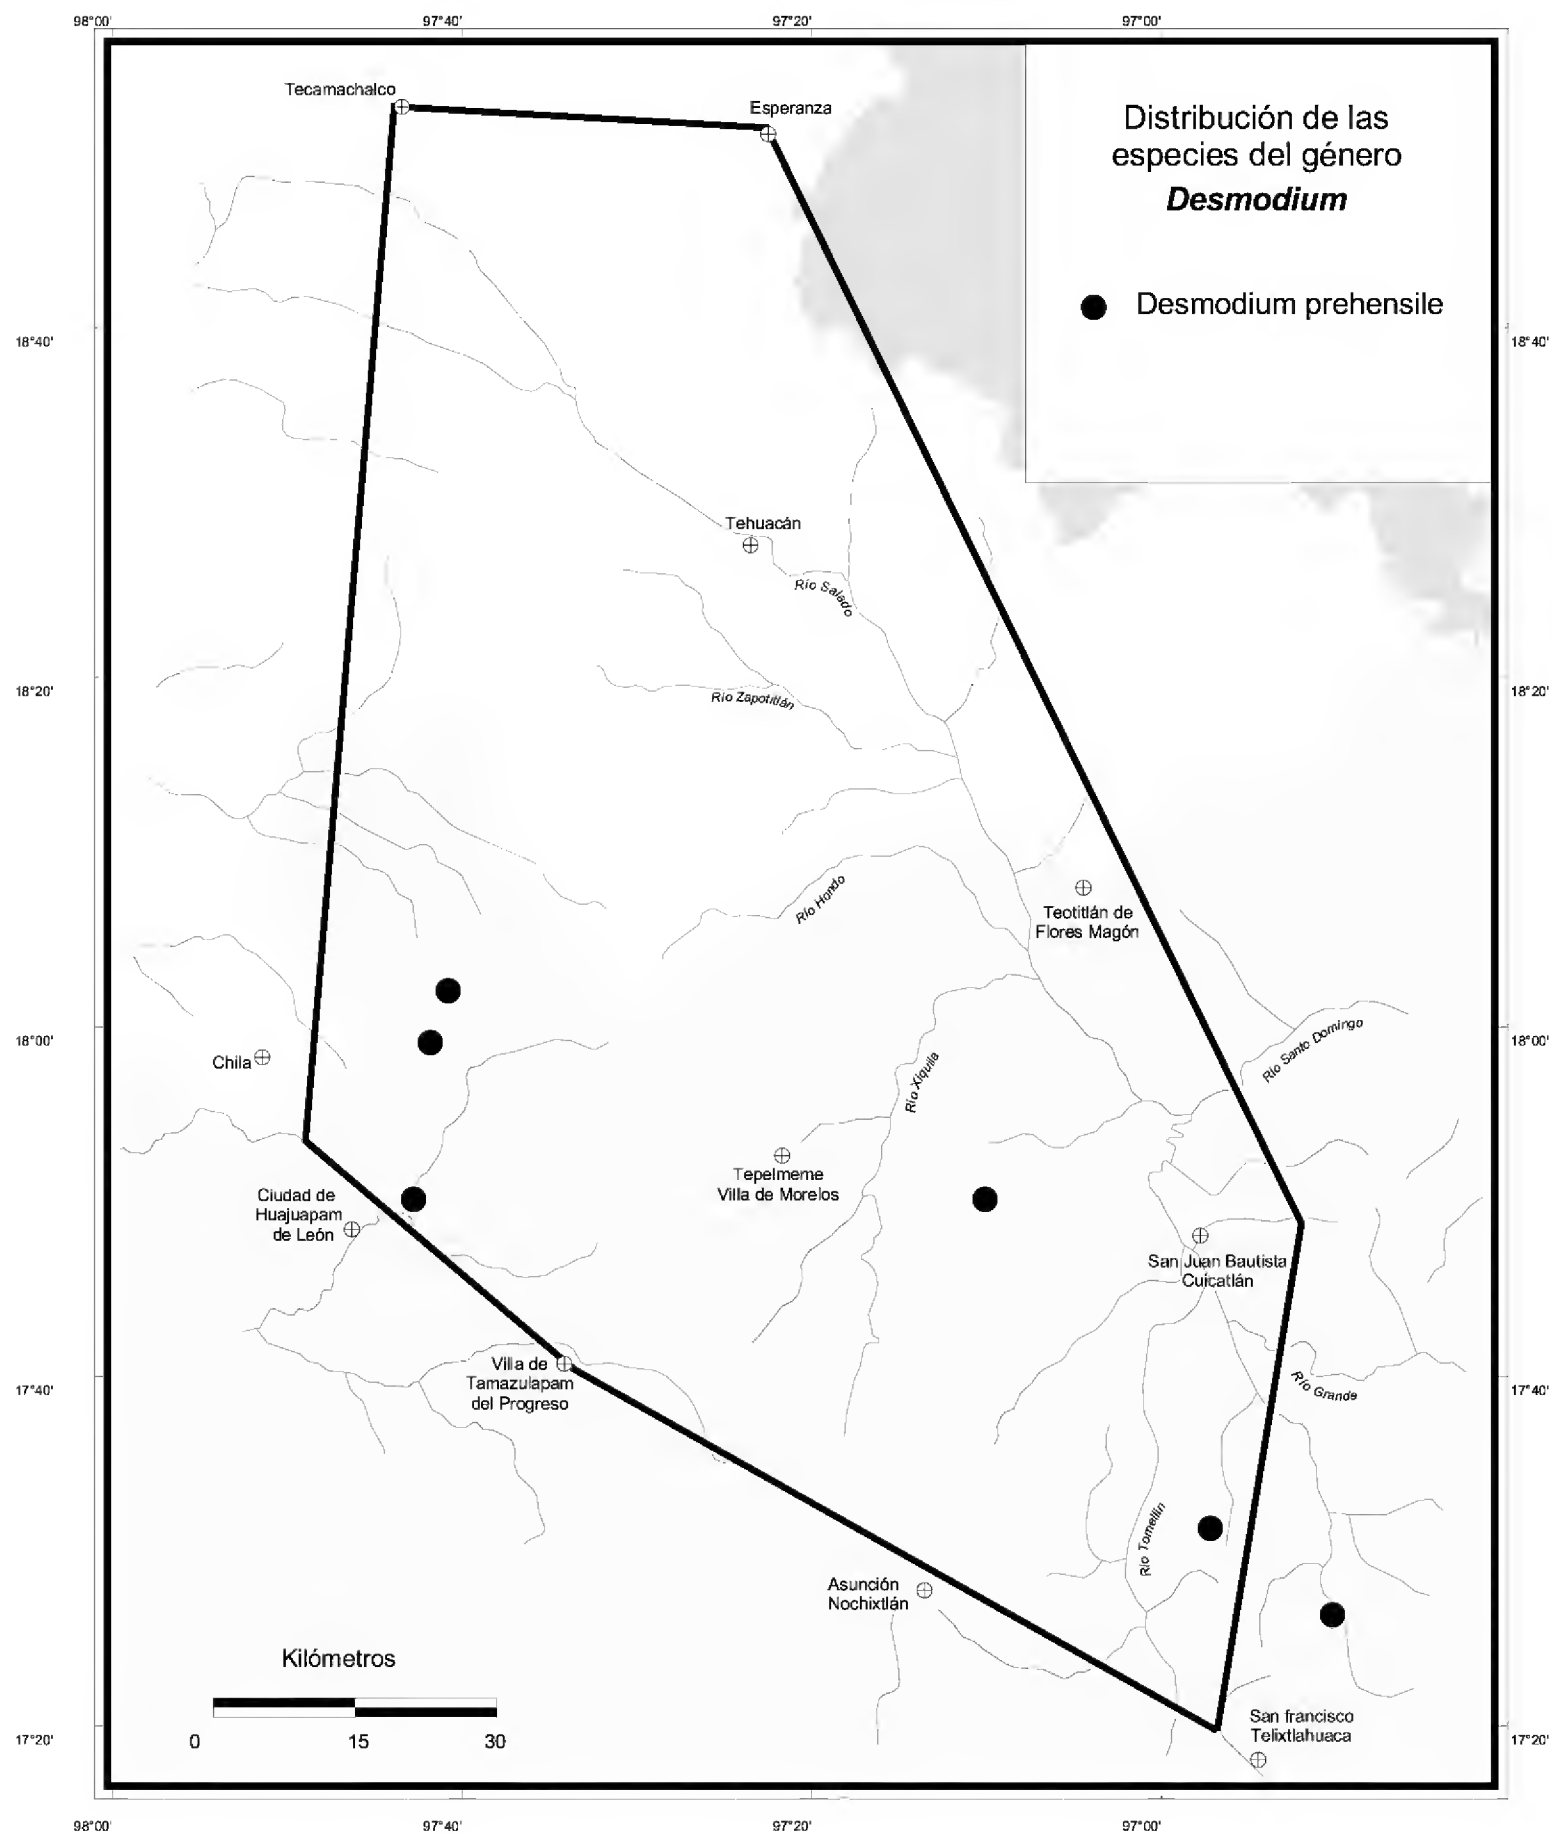 98°00'
97°40'
97°20'
97°00'
Tecamachalco
Esperanza
Distribución de las
especies del género
Desmodium
Desmodium prehensile
18°40'
18°40'
Tehuacán
Río Salado
18°20'
18°20'
Río Zapotitlán
Río Hondo
Teotitlán de
Flores Magón
18°00'
18°00'
Río Santo Domingo
Chila
Río Xiquila
Tepelmeme
Villa de Morelos
Ciudad de
Huajuapam
de León
San Juan Bautista
Cuicatlán
Villa de
Tamazulapam
del Progreso
17°40'
17°40'
Río Grande
Río Tomellín
Asunción
Nochixtlán
Kilómetros
0 15 30
San francisco
Telixtlahuaca
17°20'
17°20'
98°00'
97°40'
97°20'
97°00'